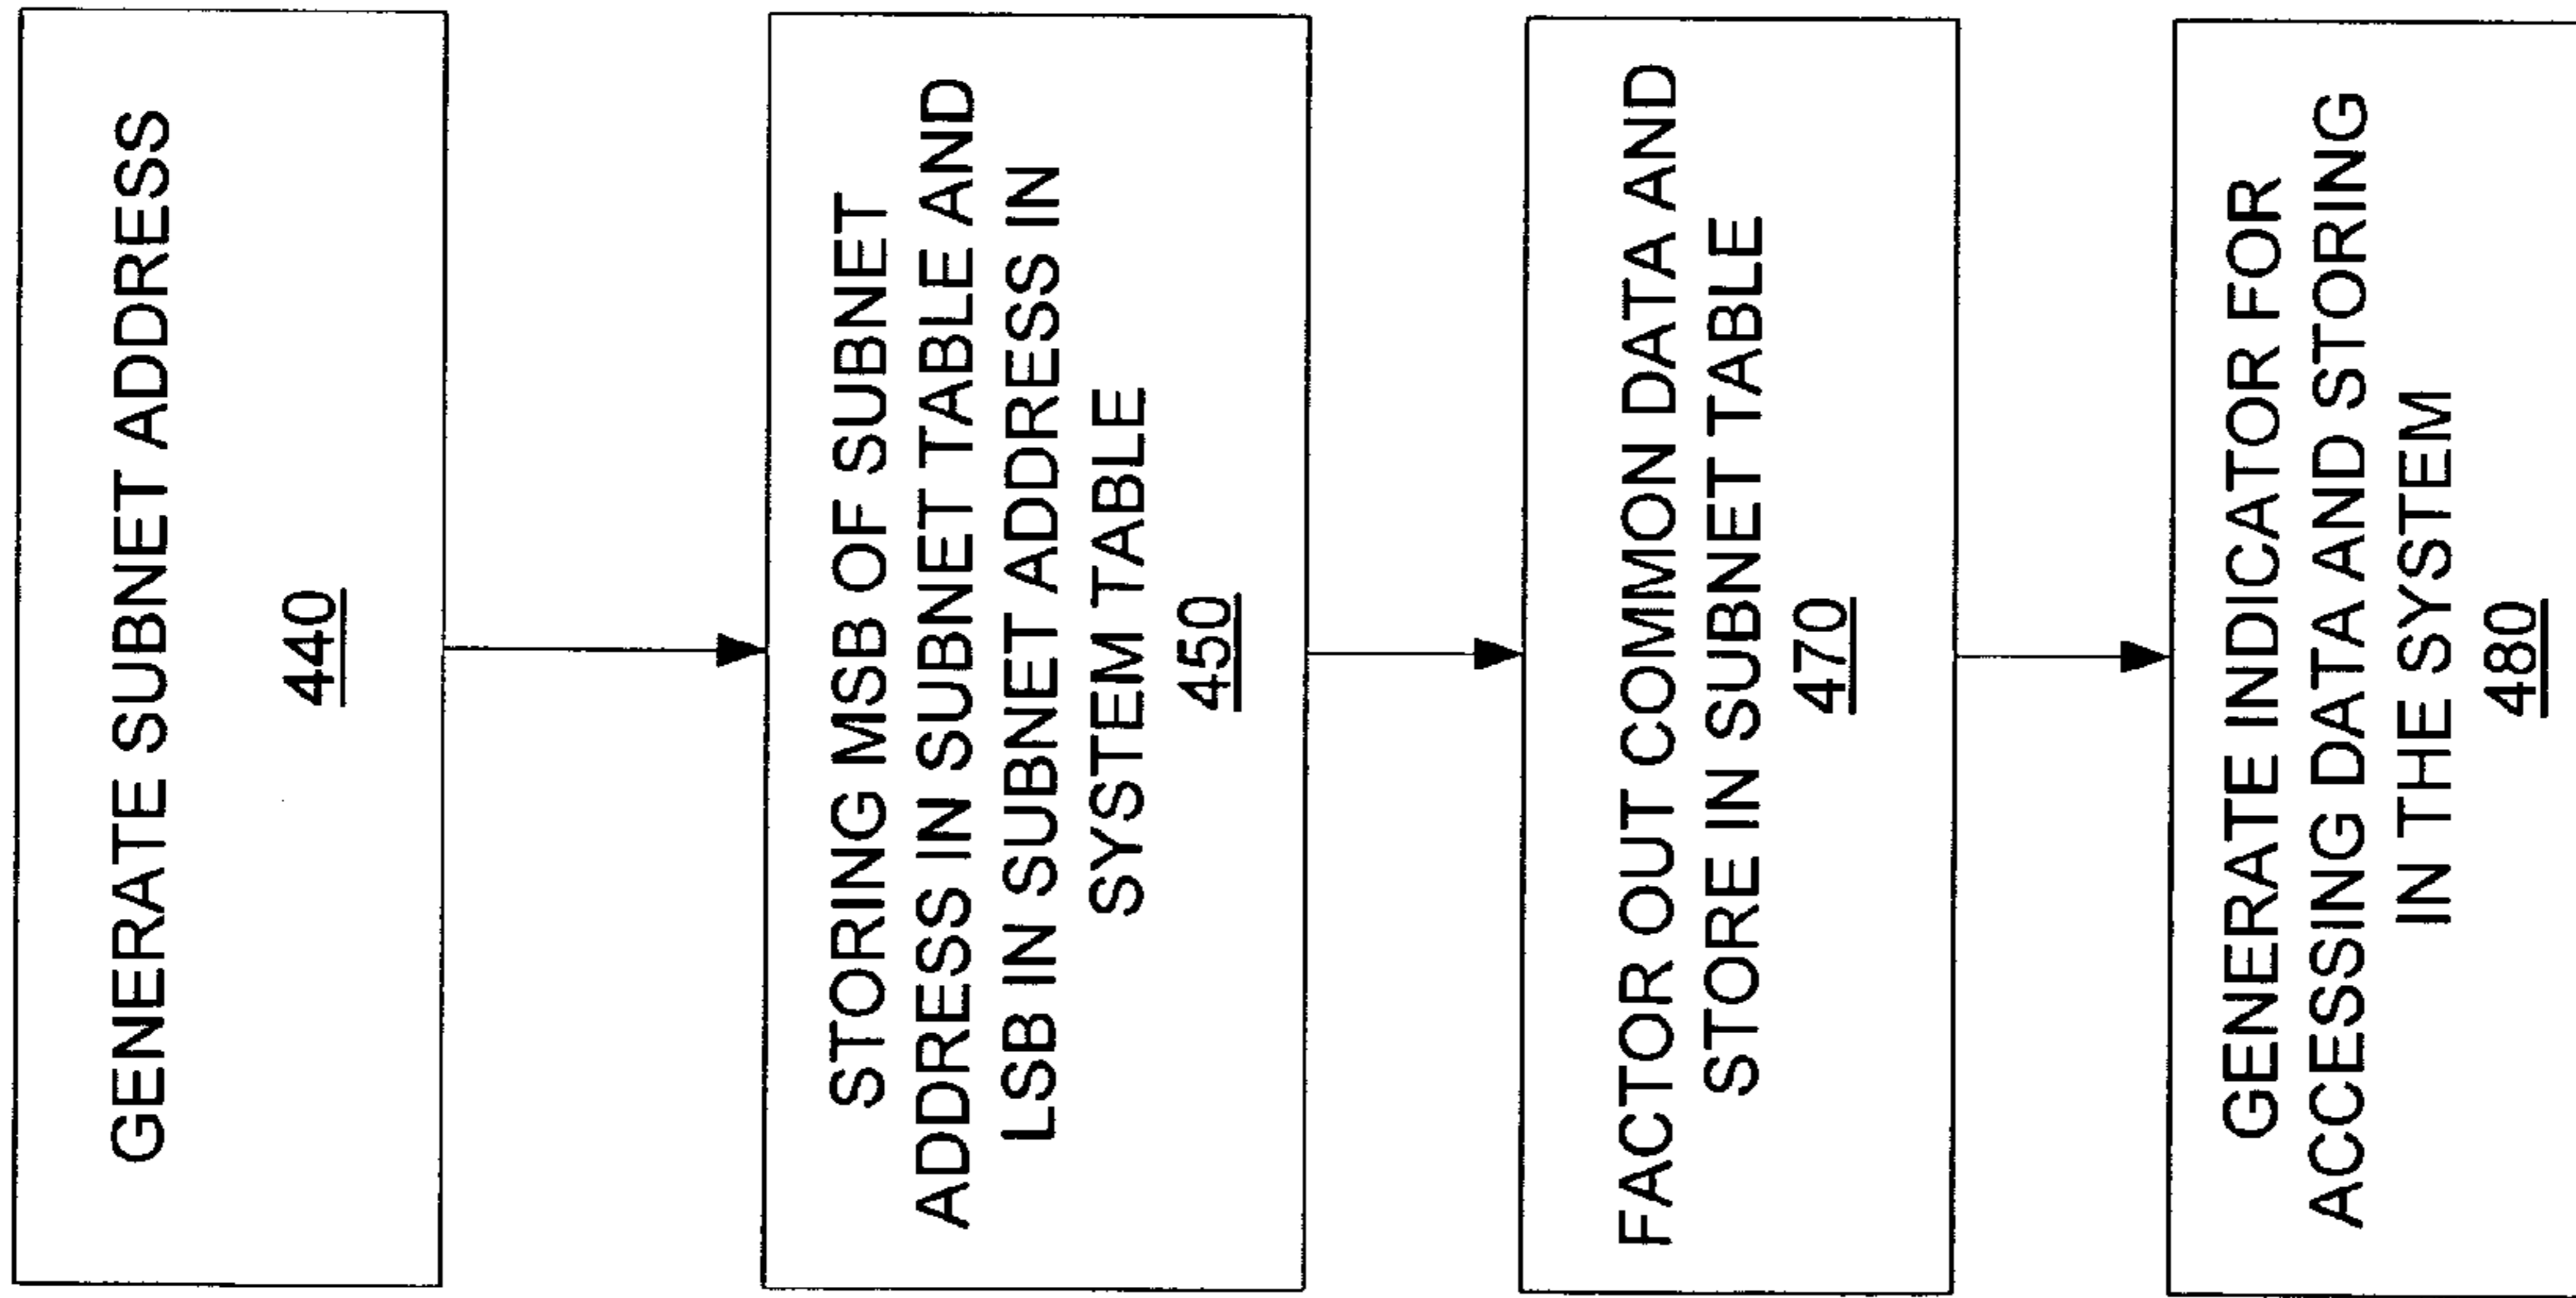 GENERATE SUBNET ADDRESS
440
STORING MSB OF SUBNET
ADDRESS IN SUBNET TABLE AND
LSB IN SUBNET ADDRESS IN
SYSTEM TABLE
450
FACTOR OUT COMMON DATA AND
STORE IN SUBNET TABLE
470
GENERATE INDICATOR FOR
ACCESSING DATA AND STORING
IN THE SYSTEM
480